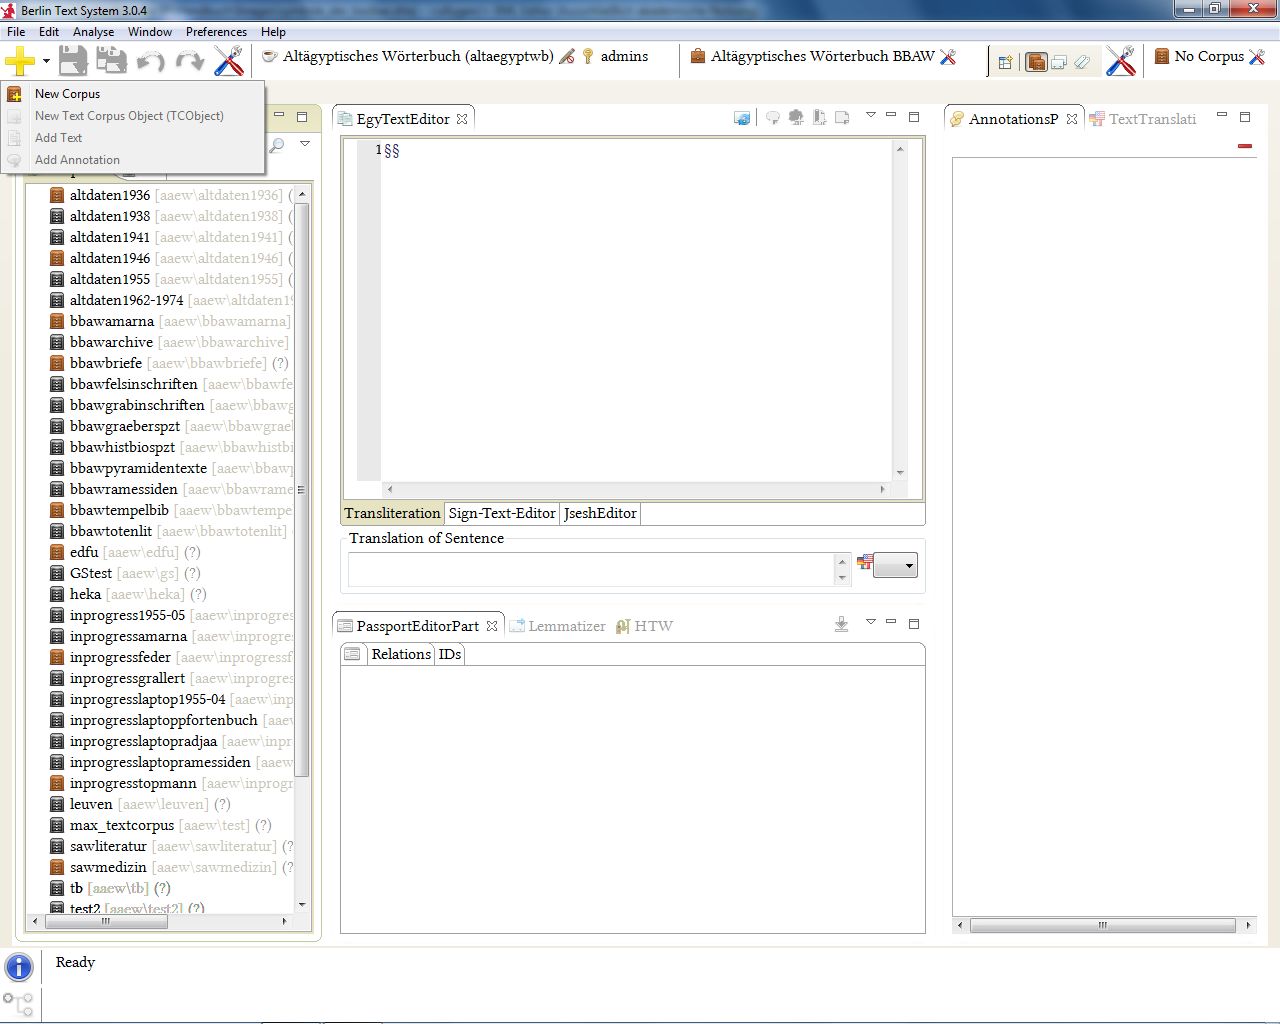 Berlin Text System 3.0.4
File Edit Analyse Window Preferences Help
Altägyptisches Wörterbuch (altaegyptwb) admins Altägyptisches Wörterbuch BBAW No Corpus
New Corpus
New Text Corpus Object (TCObject)
Add Text
Add Annotation
altdaten1936 [aaew\altdaten1936] (
altdaten1938 [aaew\altdaten1938] (
altdaten1941 [aaew\altdaten1941] (
altdaten1946 [aaew\altdaten1946] (
altdaten1955 [aaew\altdaten1955] (
altdaten1962-1974 [aaew\altdaten19
bbawamarna [aaew\bbawamarna]
bbawarchive [aaew\bbawarchive]
bbawbriefe [aaew\bbawbriefe] (?)
bbawfelsinschriften [aaew\bbawfe
bbawgrabinschriften [aaew\bbawg
bbawgraeberspzt [aaew\bbawgrael
bbawhistbiospzt [aaew\bbawhistbi
bbawpyramidentexte [aaew\bbawp
bbawramessiden [aaew\bbawrame
bbawtempelbib [aaew\bbawtempe
bbawtotenlit [aaew\bbawtotenlit]
edfu [aaew\edfu] (?)
GStest [aaew\gs] (?)
heka [aaew\heka] (?)
inprogress1955-05 [aaew\inprogres
inprogressamarna [aaew\inprogres
inprogressfeder [aaew\inprogressf
inprogressgrallert [aaew\inprogres
inprogresslaptop1955-04 [aaew\inp
inprogresslaptoppfortenbuch [aaew
inprogresslaptopradjaa [aaew\inpr
inprogresslaptopramessiden [aaew
inprogresstopmann [aaew\inprogr
leuven [aaew\leuven] (?)
max_textcorpus [aaew\test] (?)
sawliteratur [aaew\sawliteratur] (?
sawmedizin [aaew\sawmedizin] (?
tb [aaew\tb] (?)
test2 [aaew\test2] (?)
EgyTextEditor
1 §§
Transliteration Sign-Text-Editor JseshEditor
Translation of Sentence
PassportEditorPart Lemmatizer HTW
Relations IDs
AnnotationsP TextTranslati
Ready